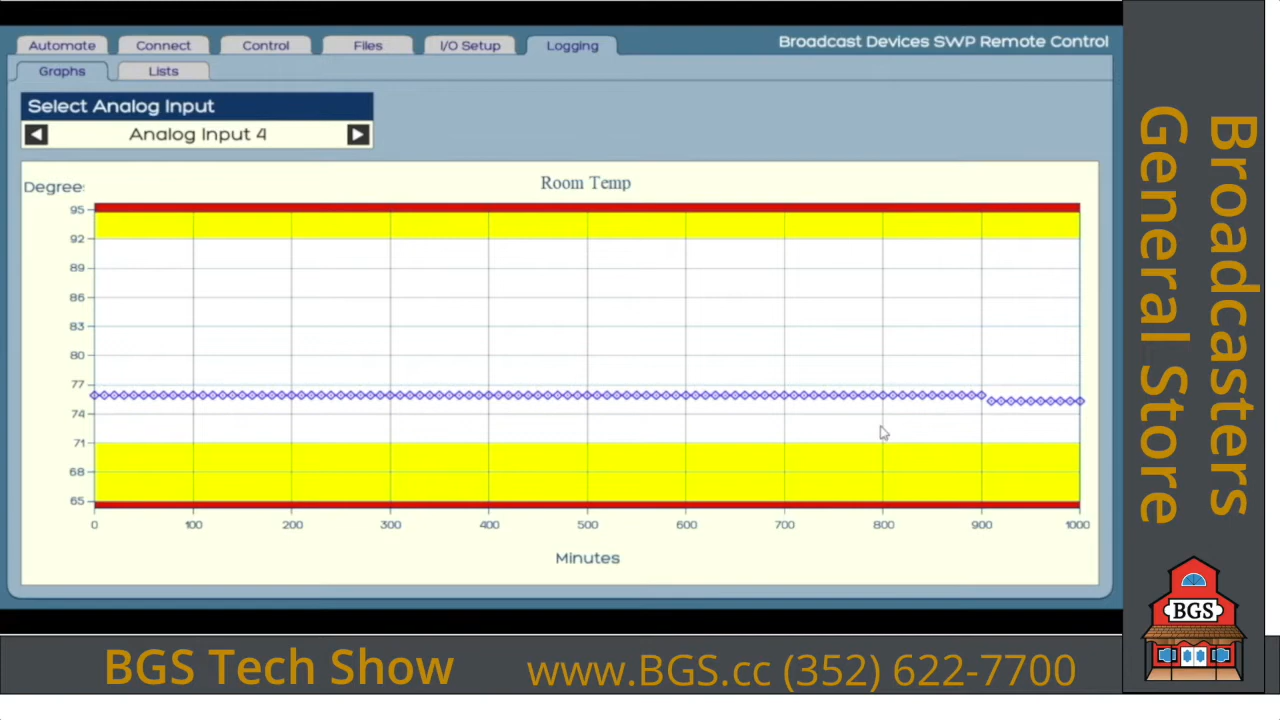 Automate
Connect
Control
Files
I/O Setup
Logging
Broadcast Devices SWP Remote Control
Graphs
Lists
Select Analog Input
Analog Input 4
Degree:
Room Temp
95
92
89
86
83
80
77
74
71
68
65
0 100 200 300 400 500 600 700 800 900 1000
Minutes
Broadcasters
General Store
BGS
BGS Tech Show
www.BGS.cc (352) 622-7700